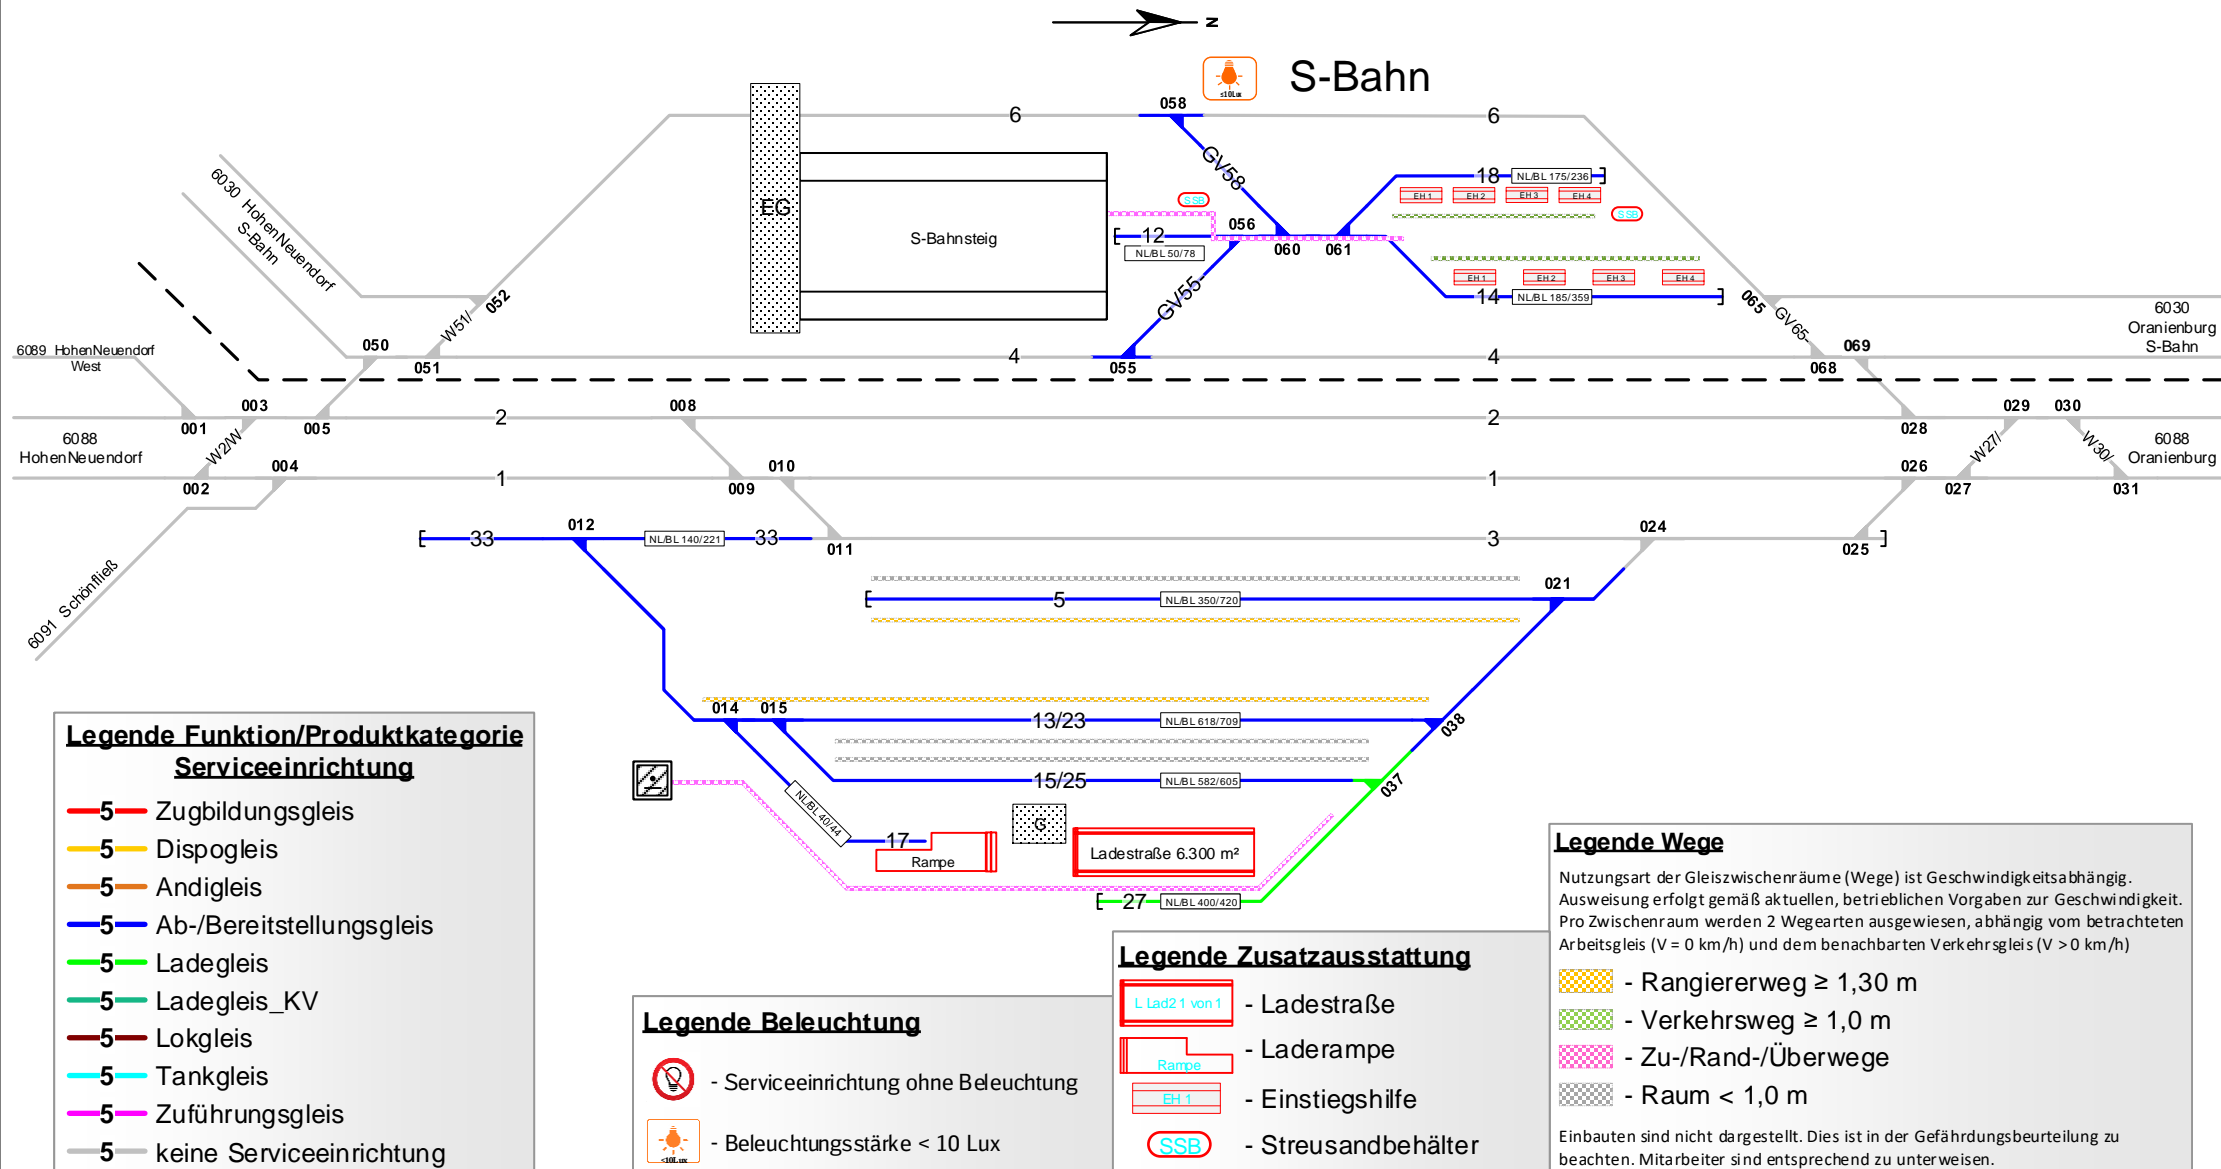 N
≤10Lux
S-Bahn
6
058
6
GV58
18
NL/BL 175/236
EH 1
EH 2
EH 3
EH 4
SSB
SSB
6030 HohenNeuendorf
S-Bahn
EG
S-Bahnsteig
12
NL/BL 50/78
056
060
061
GV55
EH 1
EH 2
EH 3
EH 4
14
NL/BL 185/359
052
W51/
065
GV65-
6030
Oranienburg
S-Bahn
6089 HohenNeuendorf
West
050
051
4
055
4
068
069
003
001
005
2
008
2
028
029
030
6088
HohenNeuendorf
W2/W
W27/
W30/
6088
Oranienburg
002
004
1
009
010
1
026
027
031
33
012
NL/BL 140/221
33
011
3
024
025
6091 Schönfließ
5
NL/BL 350/720
021
014
015
13/23
NL/BL 618/709
038
15/25
NL/BL 582/605
037
NL/BL 40/44
17
Rampe
G
Ladestraße 6.300 m²
27
NL/BL 400/420
Legende Funktion/Produktkategorie
Serviceeinrichtung
5 Zugbildungsgleis
5 Dispogleis
5 Andigleis
5 Ab-/Bereitstellungsgleis
5 Ladegleis
5 Ladegleis_KV
5 Lokgleis
5 Tankgleis
5 Zuführungsgleis
5 keine Serviceeinrichtung
Legende Beleuchtung
- Serviceeinrichtung ohne Beleuchtung
<10Lux
- Beleuchtungsstärke < 10 Lux
Legende Zusatzausstattung
L Lad2 1 von 1 - Ladestraße
Rampe - Laderampe
EH 1 - Einstiegshilfe
SSB - Streusandbehälter
Legende Wege
Nutzungsart der Gleiszwischenräume (Wege) ist Geschwindigkeitsabhängig.
Ausweisung erfolgt gemäß aktuellen, betrieblichen Vorgaben zur Geschwindigkeit.
Pro Zwischenraum werden 2 Wegearten ausgewiesen, abhängig vom betrachteten
Arbeitsgleis (V = 0 km/h) und dem benachbarten Verkehrsgleis (V > 0 km/h)
- Rangiererweg ≥ 1,30 m
- Verkehrsweg ≥ 1,0 m
- Zu-/Rand-/Überwege
- Raum < 1,0 m
Einbauten sind nicht dargestellt. Dies ist in der Gefährdungsbeurteilung zu
beachten. Mitarbeiter sind entsprechend zu unterweisen.